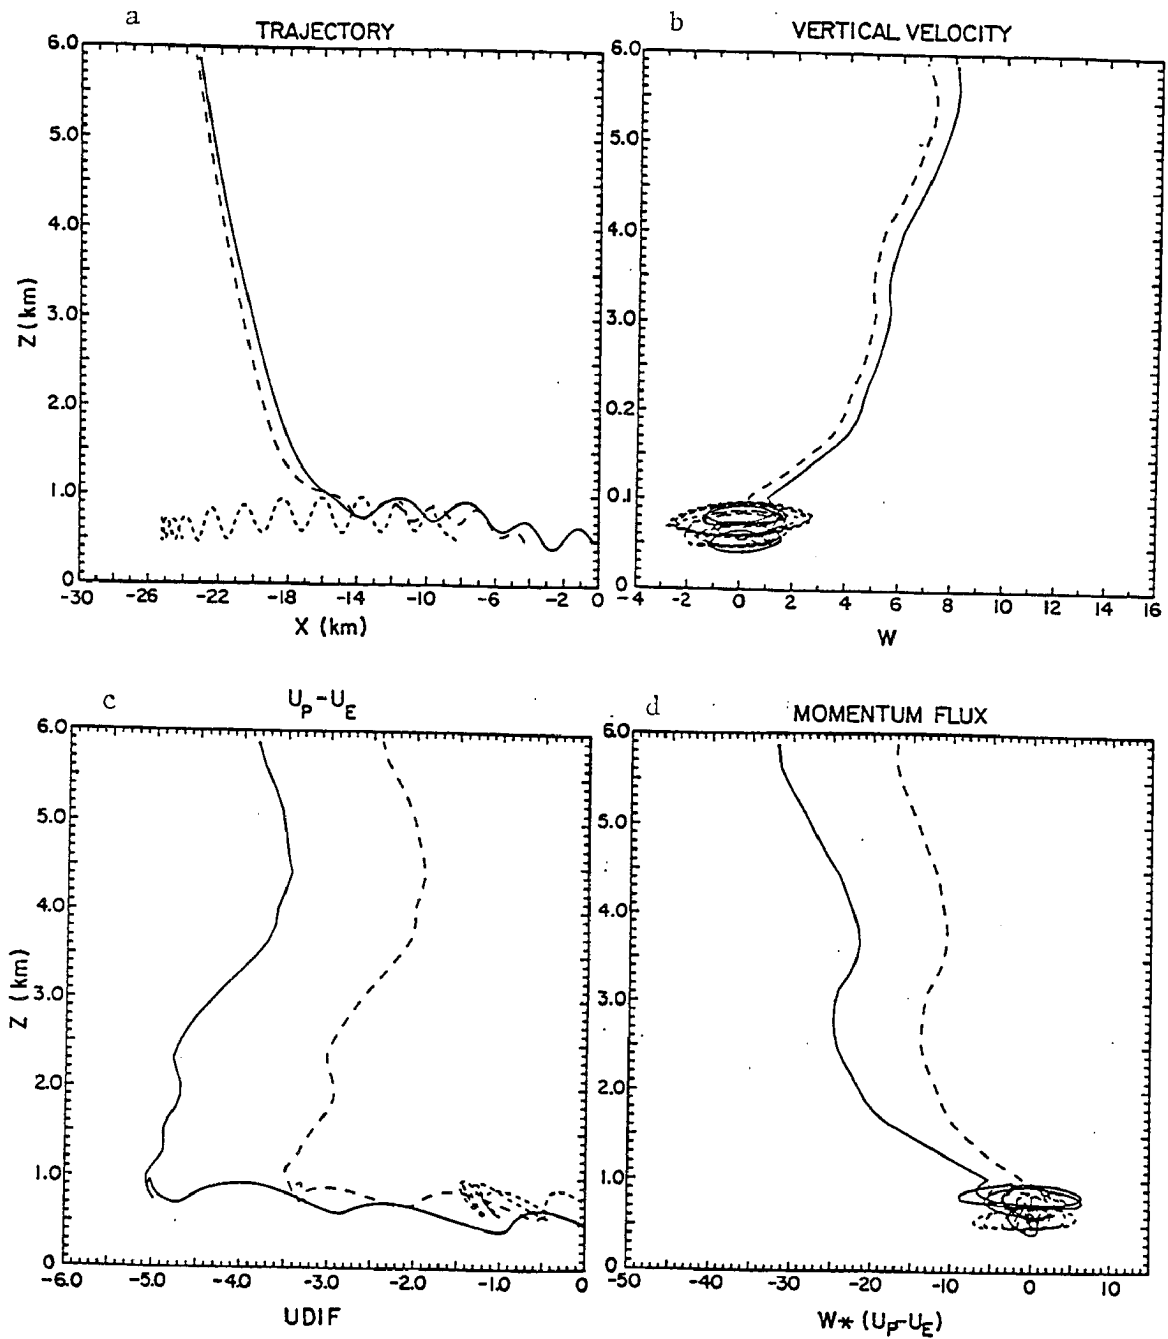 a
TRAJECTORY
6.0
5.0
4.0
3.0
2.0
1.0
0
Z (km)
-30 -26 -22 -18 -14 -10 -6 -2 0
X (km)
b
VERTICAL VELOCITY
6.0
5.0
4.0
3.0
0.2
0.1
0
-4 -2 0 2 4 6 8 10 12 14 16
W
c
U_P-U_E
6.0
5.0
4.0
3.0
2.0
1.0
0
Z (km)
-6.0 -5.0 -4.0 -3.0 -2.0 -1.0 0
UDIF
d
MOMENTUM FLUX
6.0
5.0
4.0
3.0
2.0
1.0
0
-50 -40 -30 -20 -10 0 10
W* (U_P-U_E)